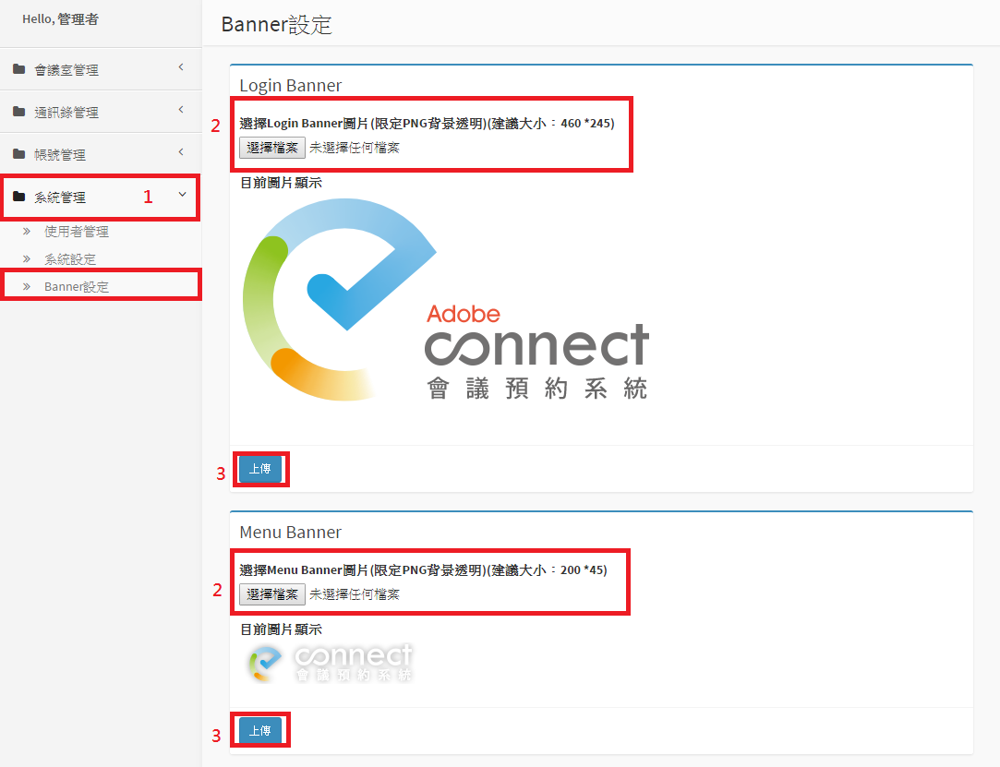 Hello, 管理者
會議室管理
通訊錄管理
帳號管理
系統管理 1
使用者管理
系統設定
Banner設定
Banner設定
Login Banner
2
選擇Login Banner圖片(限定PNG背景透明)(建議大小：460 *245)
選擇檔案 未選擇任何檔案
目前圖片顯示
Adobe
connect
會議預約系統
3
上傳
Menu Banner
2
選擇Menu Banner圖片(限定PNG背景透明)(建議大小：200 *45)
選擇檔案 未選擇任何檔案
目前圖片顯示
connect
會議預約系統
3
上傳